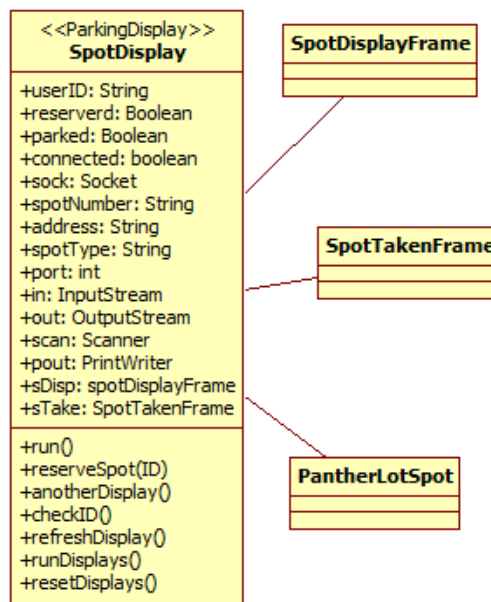 <<ParkingDisplay>>
SpotDisplay
+userID: String
+reserverd: Boolean
+parked: Boolean
+connected: boolean
+sock: Socket
+spotNumber: String
+address: String
+spotType: String
+port: int
+in: InputStream
+out: OutputStream
+scan: Scanner
+pout: PrintWriter
+sDisp: spotDisplayFrame
+sTake: SpotTakenFrame
+run()
+reserveSpot(ID)
+anotherDisplay()
+checkID()
+refreshDisplay()
+runDisplays()
+resetDisplays()
SpotDisplayFrame
SpotTakenFrame
PantherLotSpot